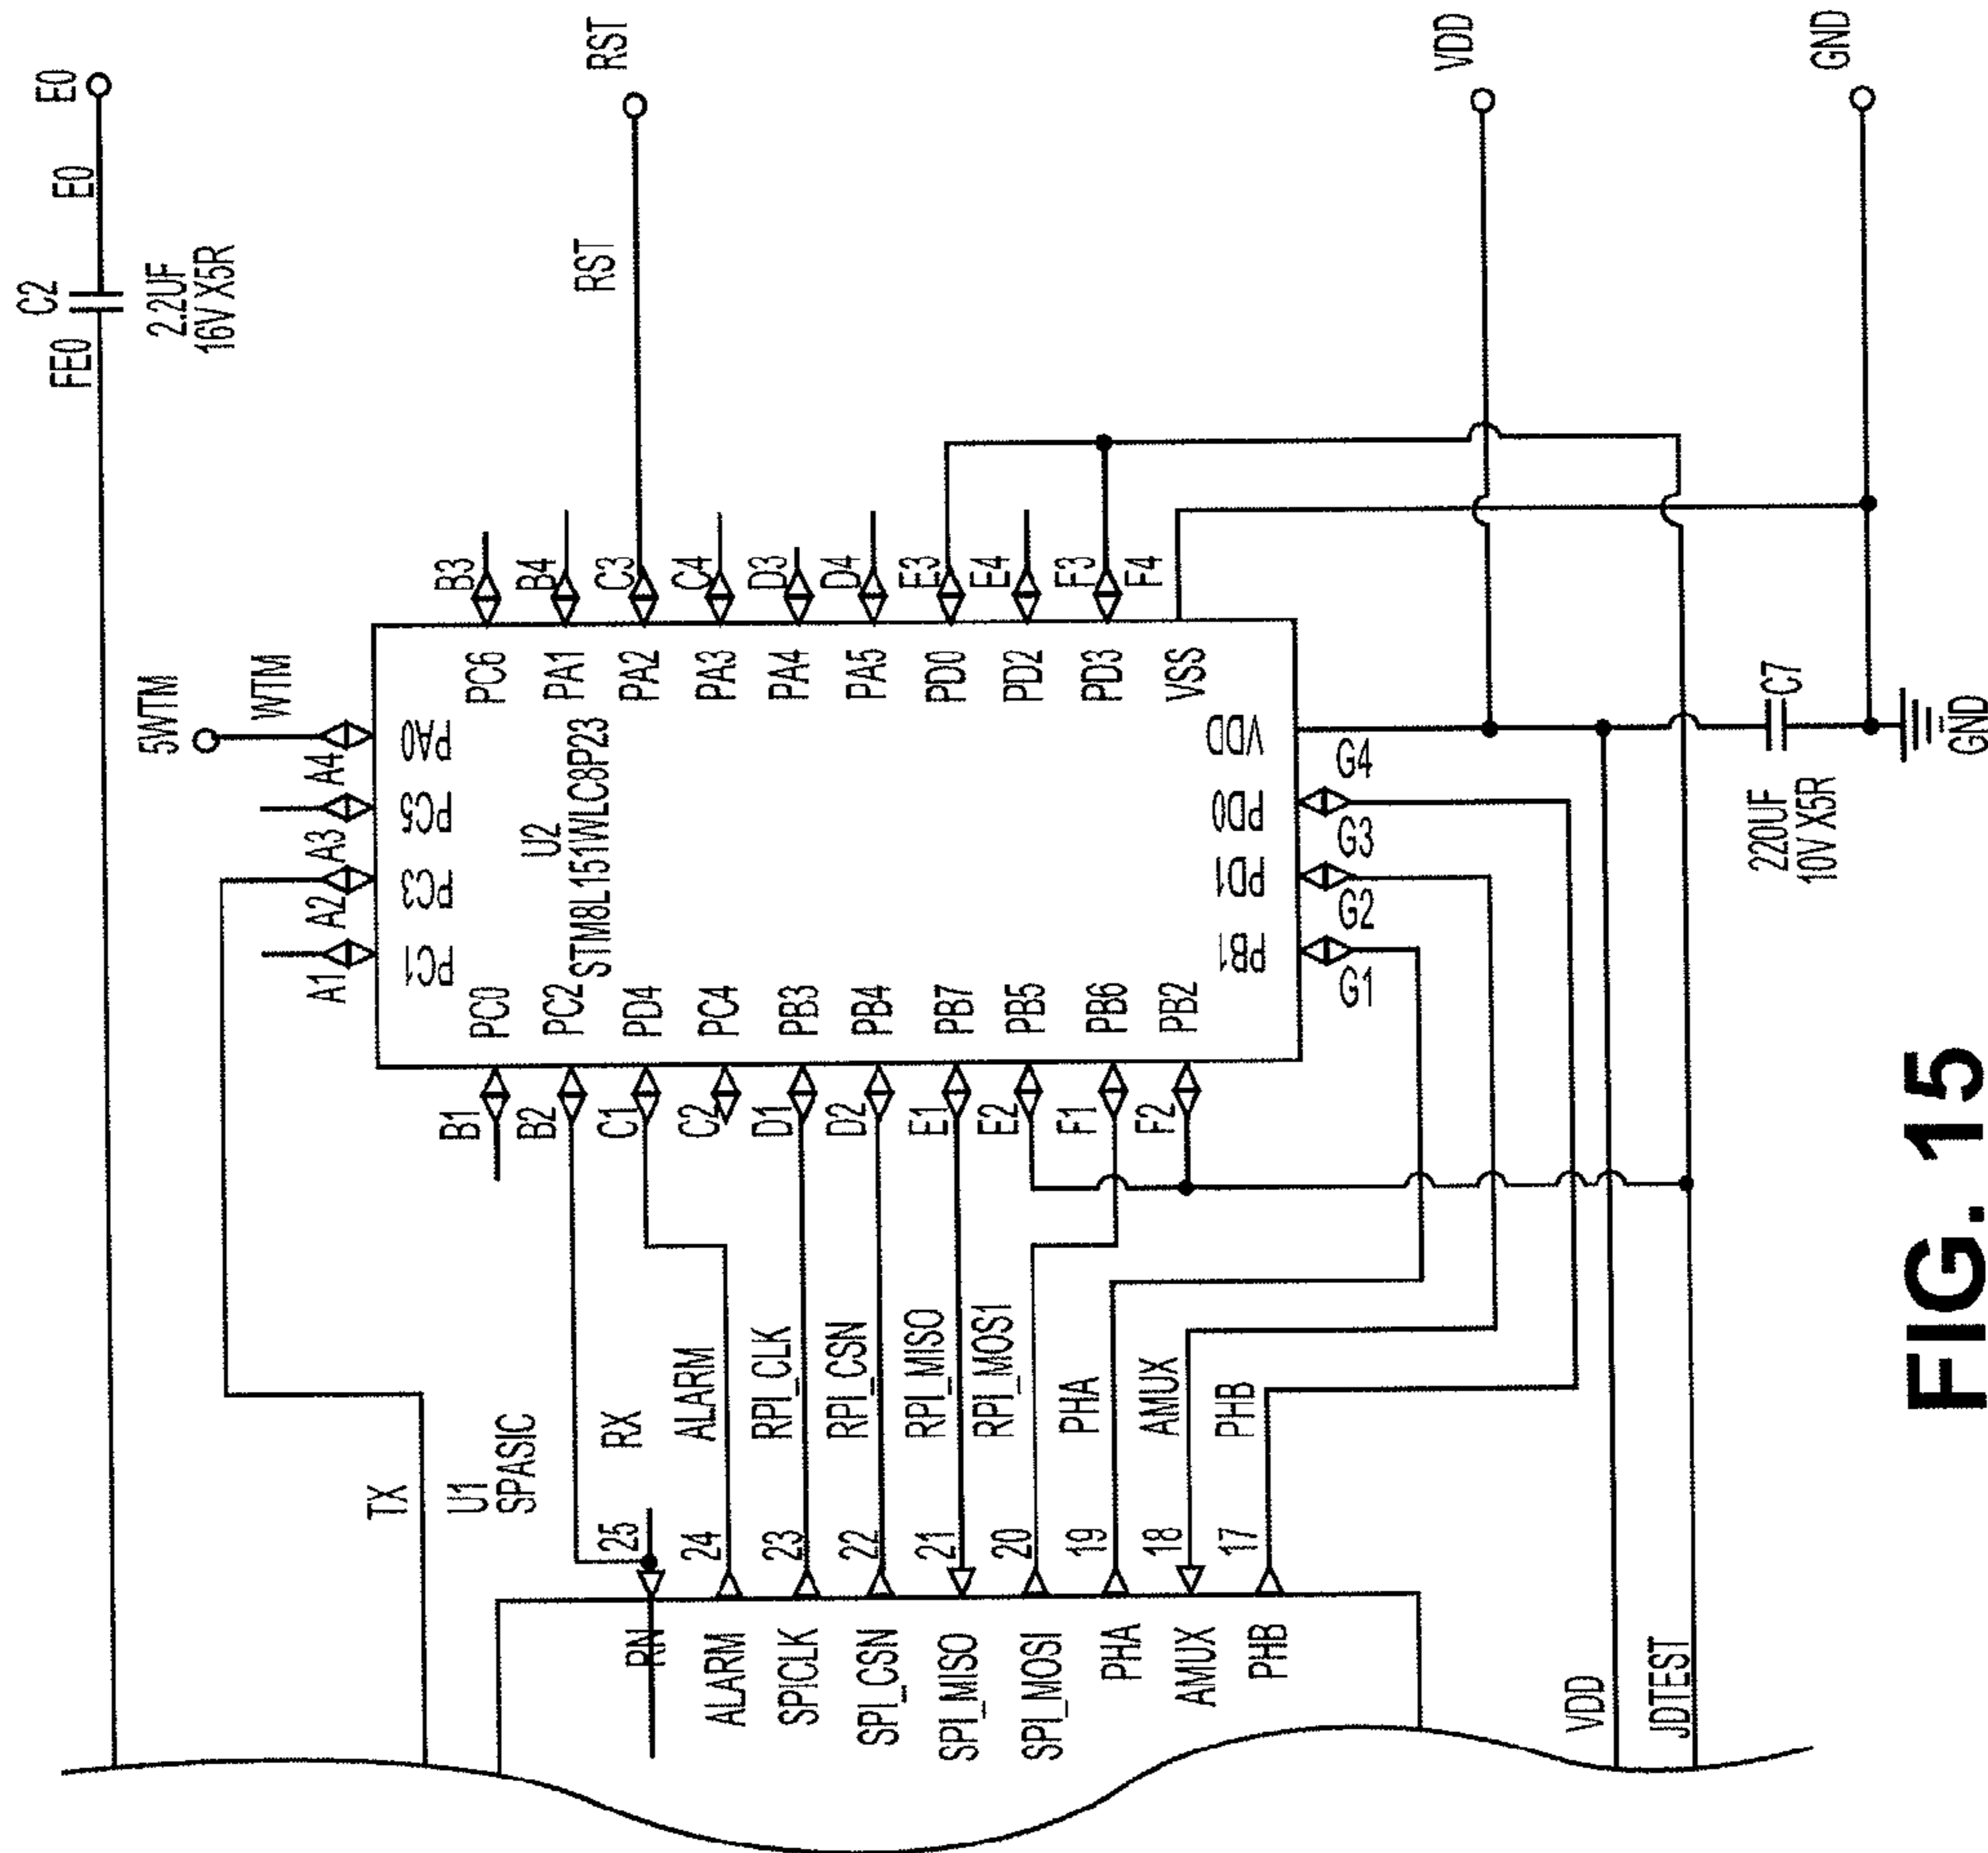 E0
E0
C2
2.2UF
16V X5R
FE0
RST
RST
VDD
GND
5WTM
WTM
A4
A3
A2
A1
PA0
PC5
PC3
PC1
B3
B4
C3
C4
D3
D4
E3
E4
F3
F4
PC6
PA1
PA2
PA3
PA4
PA5
PD0
PD2
PD3
VSS
U2
STM8L151WLC8P23
PC0
PC2
PD4
PC4
PB3
PB4
PB7
PB5
PB6
PB2
VDD
PD0
PD1
PB1
G4
G3
G2
G1
B1
B2
C1
C2
D1
D2
E1
E2
F1
F2
C7
220UF
10V X5R
GND
TX
U1
SPASIC
RX
ALARM
RPI_CLK
RPI_CSN
RPI_MISO
RPI_MOS1
PHA
AMUX
PHB
25
24
23
22
21
20
19
18
17
RN
ALARM
SPICLK
SPI_CSN
SPI_MISO
SPI_MOSI
PHA
AMUX
PHB
VDD
JDTEST
FIG. 15